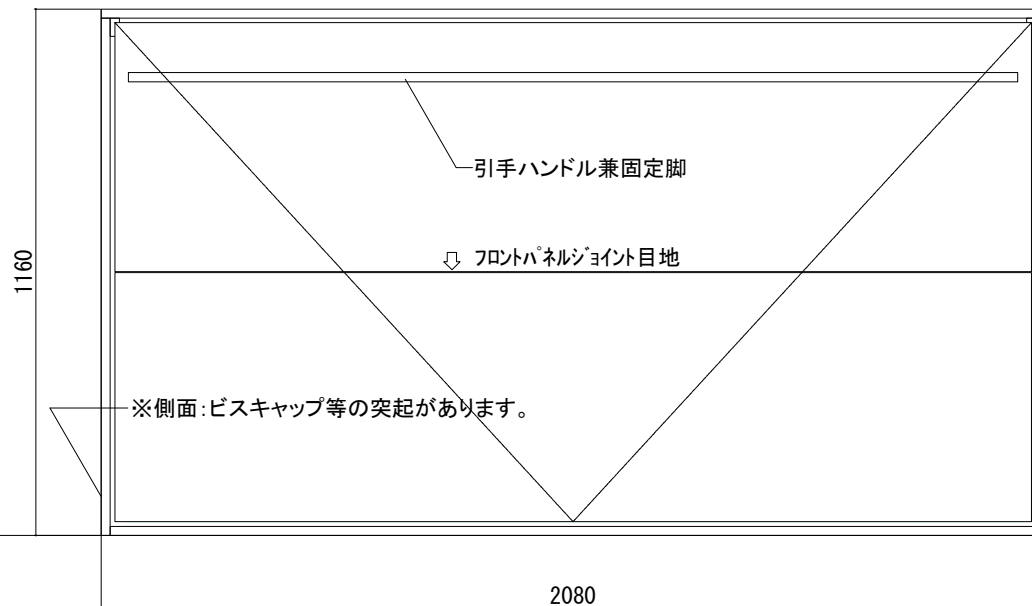 引手ハンドル兼固定脚
フロントパネルジョイント目地
1160
※側面:ビスキャップ等の突起があります。
2080